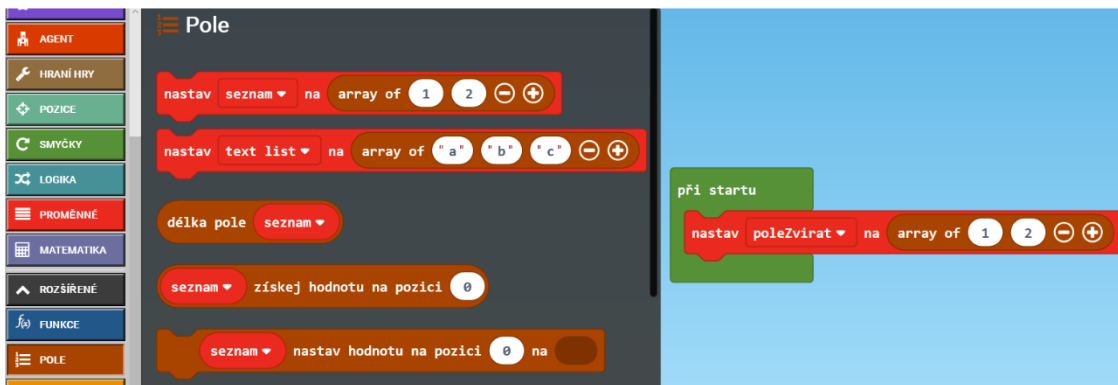 AGENT
HRANÍ HRY
POZICE
SMYČKY
LOGIKA
PROMĚNNÉ
MATEMATIKA
ROZŠÍŘENÉ
f(x) FUNKCE
POLE
Pole
nastav seznam na array of 1 2
nastav text list na array of "a" "b" "c"
délka pole seznam
seznam získej hodnotu na pozici 0
seznam nastav hodnotu na pozici 0 na
při startu
nastav poleZvirat na array of 1 2